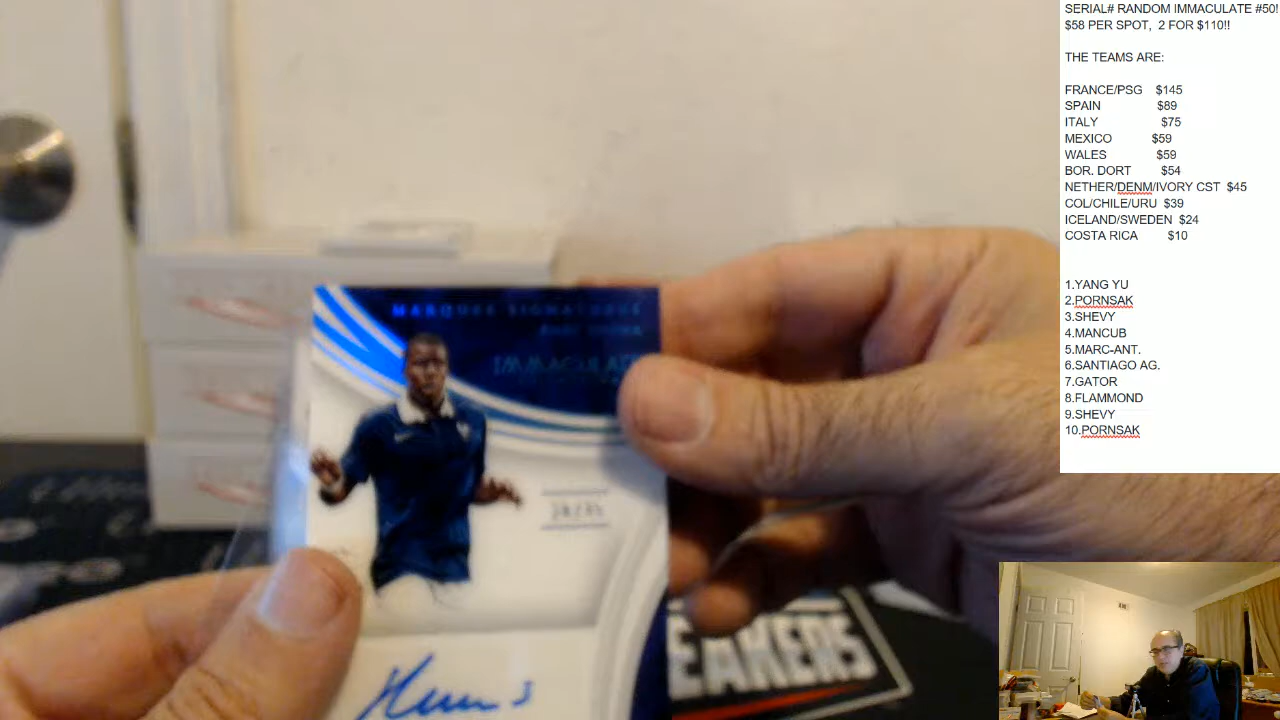 SERIAL# RANDOM IMMACULATE #50!
$58 PER SPOT, 2 FOR $110!!
THE TEAMS ARE:
FRANCE/PSG $145
SPAIN $89
ITALY $75
MEXICO $59
WALES $59
BOR. DORT $54
NETHER/DENM/IVORY CST $45
COL/CHILE/URU $39
ICELAND/SWEDEN $24
COSTA RICA $10
1.YANG YU
2.PORNSAK
3.SHEVY
4.MANCUB
5.MARC-ANT.
6.SANTIAGO AG.
7.GATOR
8.FLAMMOND
9.SHEVY
10.PORNSAK
MARQUEE SIGNATURES
IMMACULATE